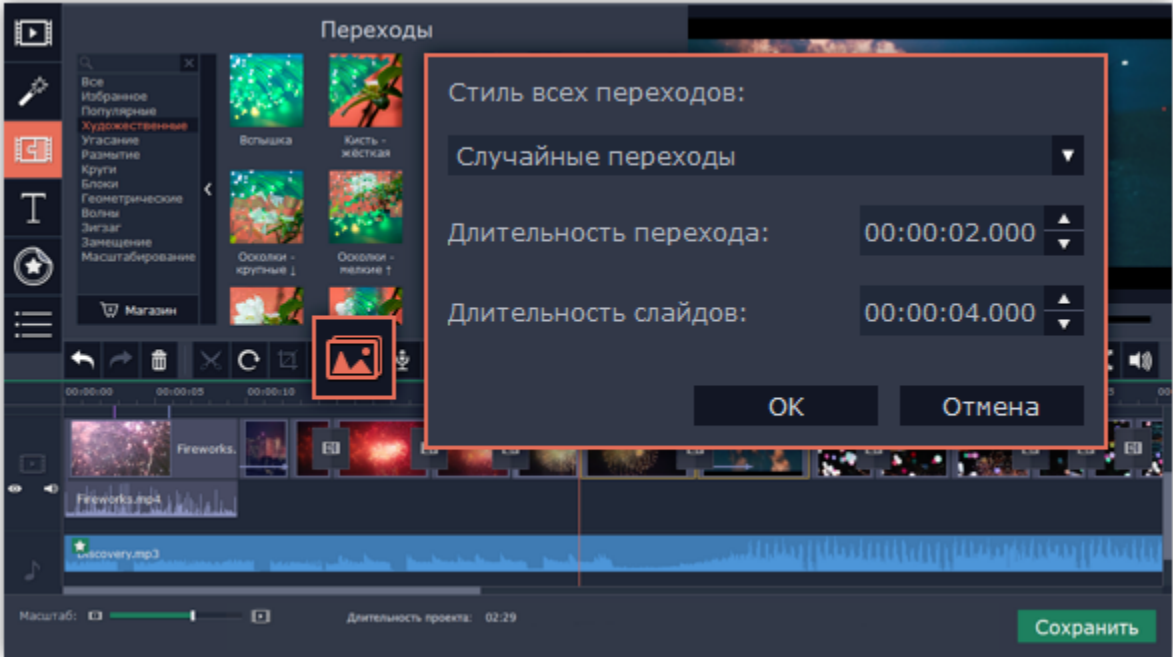 Переходы
Все
Избранное
Популярные
Художественные
Угасание
Размытие
Круги
Блоки
Геометрические
Волны
Зигзаг
Замещение
Масштабирование
Магазин
Вспышка
Кисть -
жёсткая
Осколки -
крупные ↓
Осколки -
мелкие ↑
Стиль всех переходов:
Случайные переходы
Длительность перехода:
00:00:02.000
Длительность слайдов:
00:00:04.000
OK
Отмена
00:00:00
00:00:05
00:00:10
Fireworks.
Fireworks.mp4
Discovery.mp3
Масштаб:
Длительность проекта: 02:29
Сохранить